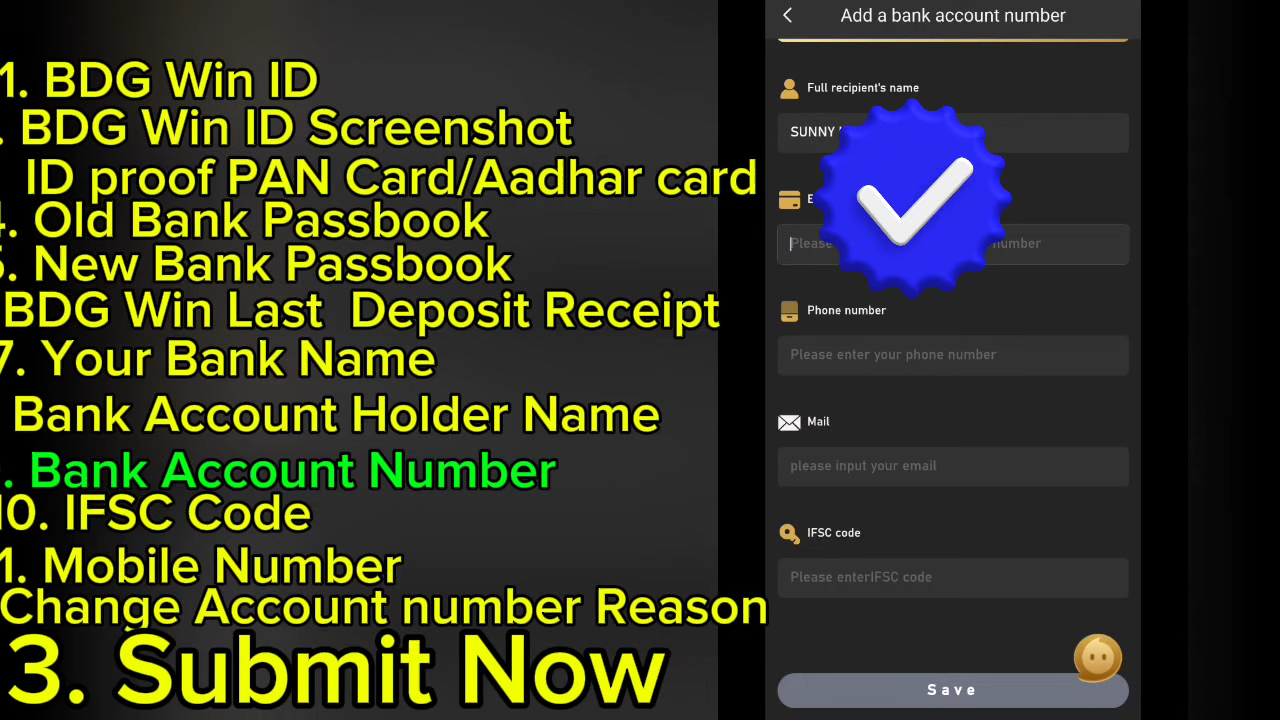 1. BDG Win ID
. BDG Win ID Screenshot
ID proof PAN Card/Aadhar card
4. Old Bank Passbook
5. New Bank Passbook
BDG Win Last Deposit Receipt
7. Your Bank Name
Bank Account Holder Name
. Bank Account Number
10. IFSC Code
1. Mobile Number
Change Account number Reason
3. Submit Now
Add a bank account number
Full recipient's name
SUNNY
Please number
Phone number
Please enter your phone number
Mail
please input your email
IFSC code
Please enterIFSC code
Save